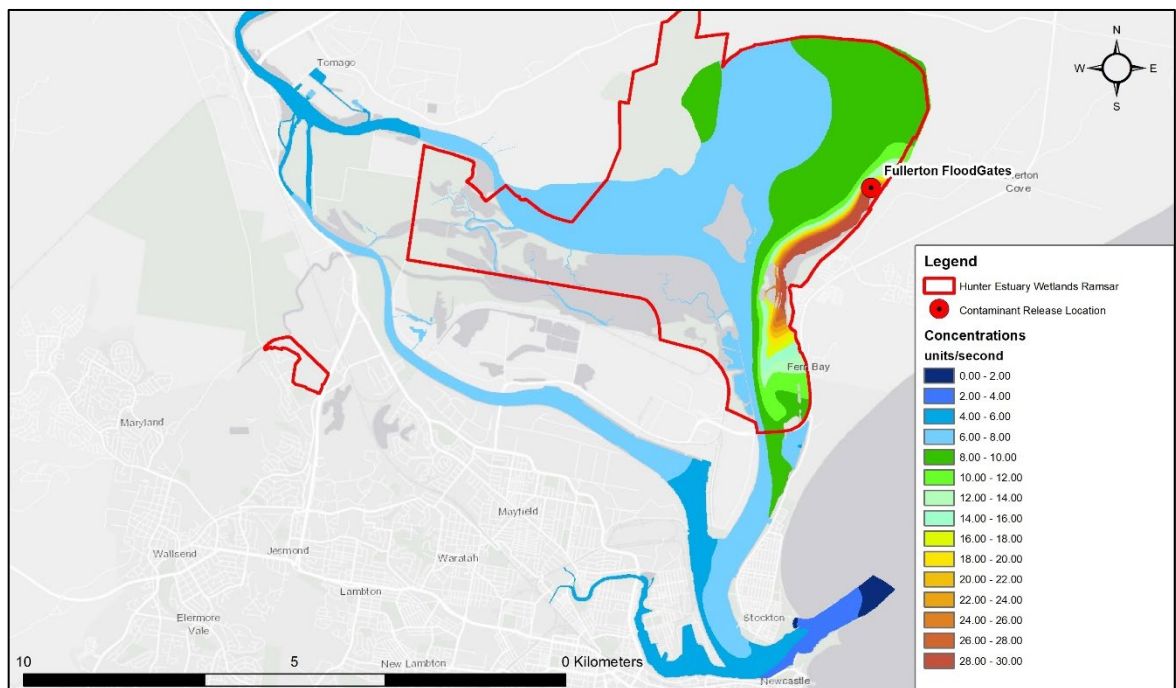 N
W E
S
Tomago
Fullerton FloodGates
erton
Cove
Legend
Hunter Estuary Wetlands Ramsar
Contaminant Release Location
Concentrations
units/second
0.00 - 2.00
2.00 - 4.00
4.00 - 6.00
6.00 - 8.00
8.00 - 10.00
10.00 - 12.00
12.00 - 14.00
14.00 - 16.00
16.00 - 18.00
18.00 - 20.00
20.00 - 22.00
22.00 - 24.00
24.00 - 26.00
26.00 - 28.00
28.00 - 30.00
Fern Bay
Maryland
Mayfield
Wallsend
Jesmond
Waratah
Lambton
Elermore
Vale
Stockton
New Lambton
Newcastle
10 5 0 Kilometers